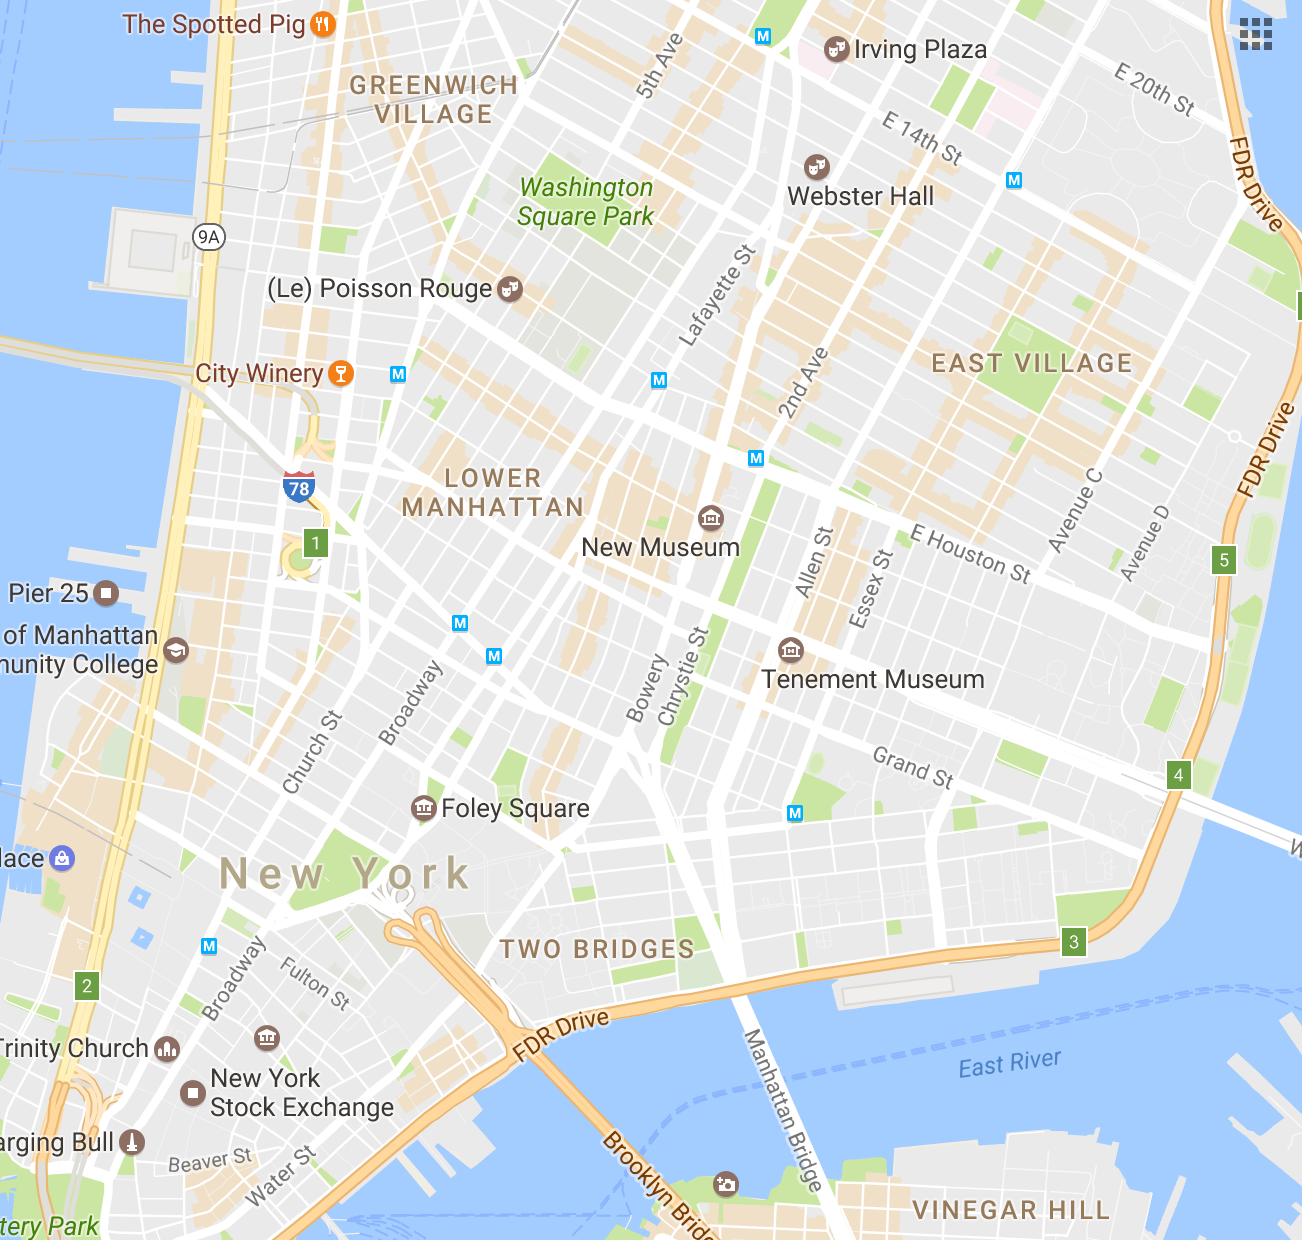 The Spotted Pig
GREENWICH
VILLAGE
5th Ave
M
Irving Plaza
E 20th St
E 14th St
FDR Drive
M
Webster Hall
Washington
Square Park
9A
(Le) Poisson Rouge
Lafayette St
City Winery
M
M
2nd Ave
EAST VILLAGE
FDR Drive
M
LOWER
MANHATTAN
78
1
New Museum
Allen St
Essex St
E Houston St
Avenue C
Avenue D
5
Pier 25
of Manhattan
nunity College
M
M
Broadway
Church St
Bowery
Chrystie St
Tenement Museum
Grand St
4
M
Foley Square
lace
New York
TWO BRIDGES
3
M
Broadway
Fulton St
2
Trinity Church
FDR Drive
New York
Stock Exchange
East River
Manhattan Bridge
arging Bull
Beaver St
Water St
Brooklyn Bridge
VINEGAR HILL
tery Park
W